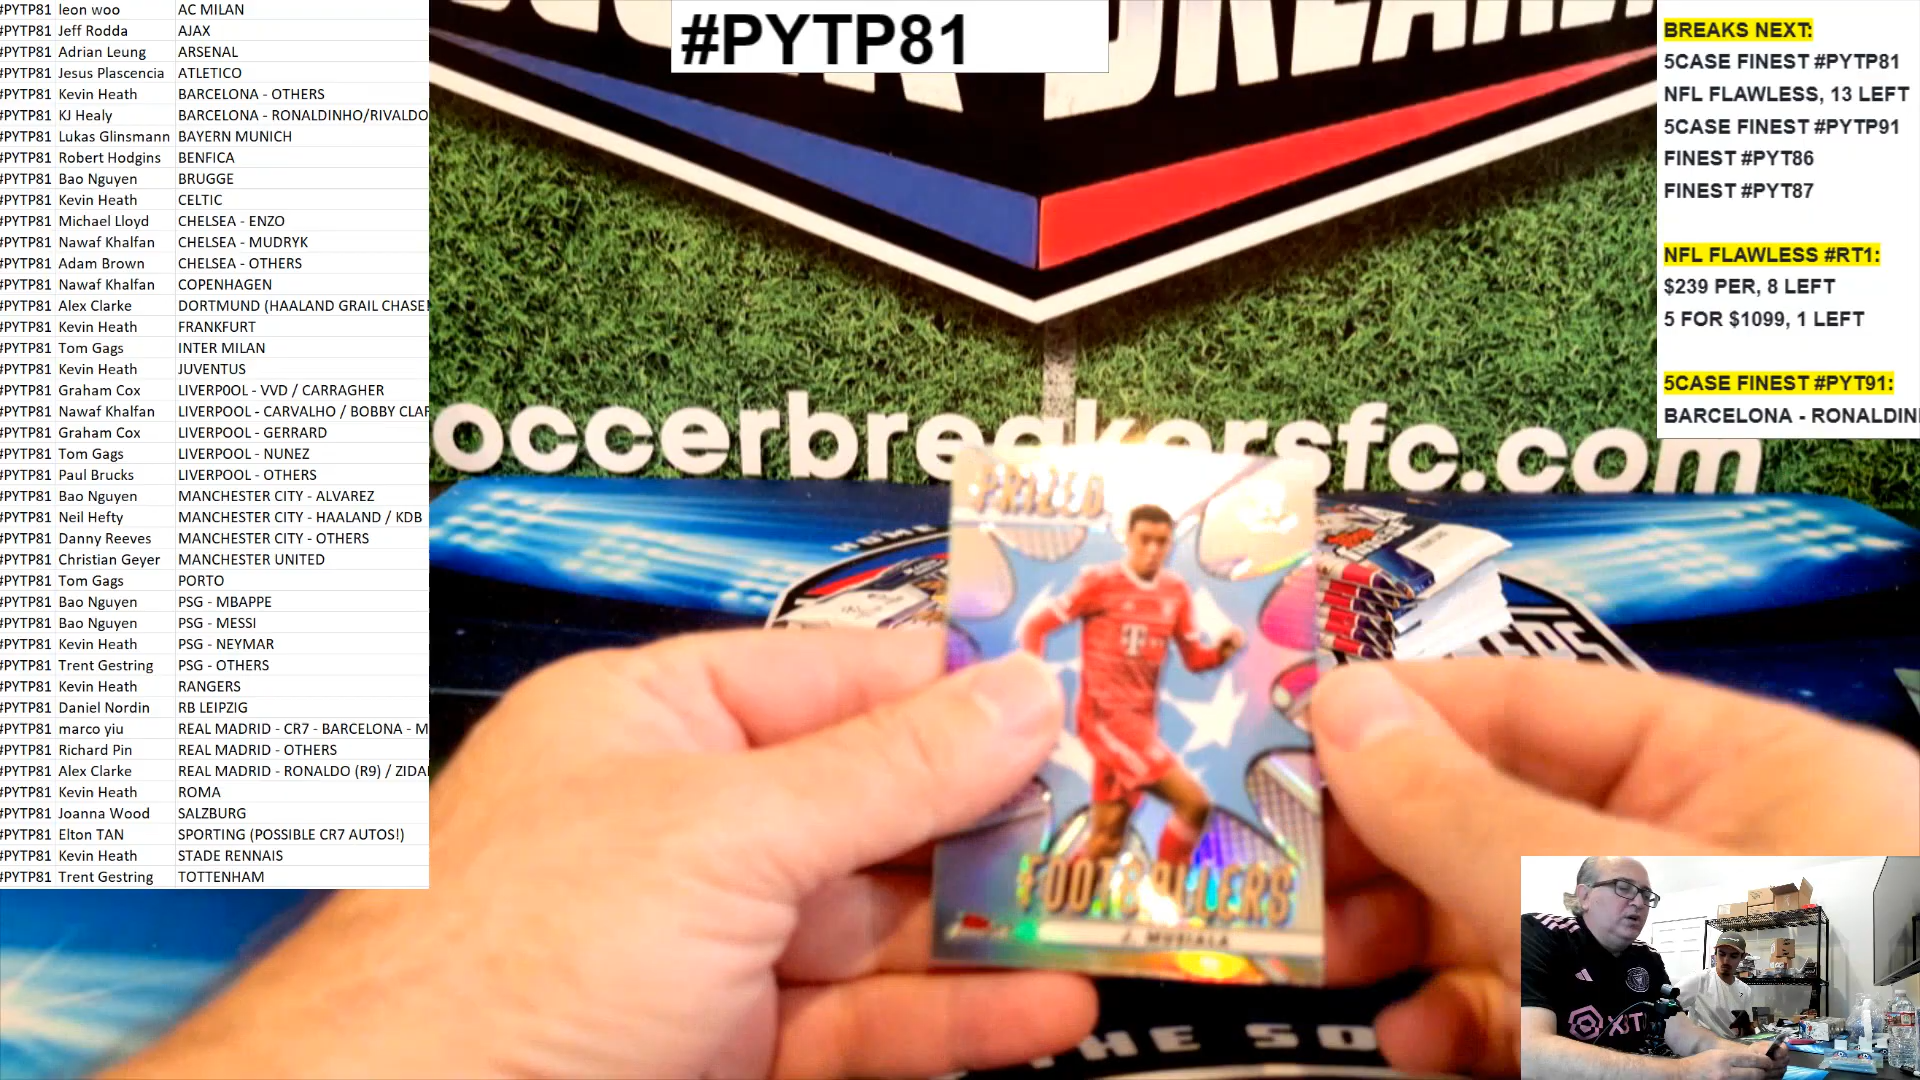 #PYTP81 leon woo AC MILAN
#PYTP81 Jeff Rodda AJAX
#PYTP81 Adrian Leung ARSENAL
#PYTP81 Jesus Plascencia ATLETICO
#PYTP81 Kevin Heath BARCELONA - OTHERS
#PYTP81 KJ Healy BARCELONA - RONALDINHO/RIVALDO
#PYTP81 Lukas Glinsmann BAYERN MUNICH
#PYTP81 Robert Hodgins BENFICA
#PYTP81 Bao Nguyen BRUGGE
#PYTP81 Kevin Heath CELTIC
#PYTP81 Michael Lloyd CHELSEA - ENZO
#PYTP81 Nawaf Khalfan CHELSEA - MUDRYK
#PYTP81 Adam Brown CHELSEA - OTHERS
#PYTP81 Nawaf Khalfan COPENHAGEN
#PYTP81 Alex Clarke DORTMUND (HAALAND GRAIL CHASE!
#PYTP81 Kevin Heath FRANKFURT
#PYTP81 Tom Gags INTER MILAN
#PYTP81 Kevin Heath JUVENTUS
#PYTP81 Graham Cox LIVERP0OL - VVD / CARRAGHER
#PYTP81 Nawaf Khalfan LIVERPOOL - CARVALHO / BOBBY CLAR
#PYTP81 Graham Cox LIVERPOOL - GERRARD
#PYTP81 Tom Gags LIVERPOOL - NUNEZ
#PYTP81 Paul Brucks LIVERPOOL - OTHERS
#PYTP81 Bao Nguyen MANCHESTER CITY - ALVAREZ
#PYTP81 Neil Hefty MANCHESTER CITY - HAALAND / KDB
#PYTP81 Danny Reeves MANCHESTER CITY - OTHERS
#PYTP81 Christian Geyer MANCHESTER UNITED
#PYTP81 Tom Gags PORTO
#PYTP81 Bao Nguyen PSG - MBAPPE
#PYTP81 Bao Nguyen PSG - MESSI
#PYTP81 Kevin Heath PSG - NEYMAR
#PYTP81 Trent Gestring PSG - OTHERS
#PYTP81 Kevin Heath RANGERS
#PYTP81 Daniel Nordin RB LEIPZIG
#PYTP81 marco yiu REAL MADRID - CR7 - BARCELONA - M
#PYTP81 Richard Pin REAL MADRID - OTHERS
#PYTP81 Alex Clarke REAL MADRID - RONALDO (R9) / ZIDA
#PYTP81 Kevin Heath ROMA
#PYTP81 Joanna Wood SALZBURG
#PYTP81 Elton TAN SPORTING (POSSIBLE CR7 AUTOS!)
#PYTP81 Kevin Heath STADE RENNAIS
#PYTP81 Trent Gestring TOTTENHAM
#PYTP81
occerbreakersfc.com
PRIZED
FOOTBALLERS
J. MUSIALA
THE SO
BREAKS NEXT:
5CASE FINEST #PYTP81
NFL FLAWLESS, 13 LEFT
5CASE FINEST #PYTP91
FINEST #PYT86
FINEST #PYT87
NFL FLAWLESS #RT1:
$239 PER, 8 LEFT
5 FOR $1099, 1 LEFT
5CASE FINEST #PYT91:
BARCELONA - RONALDIN